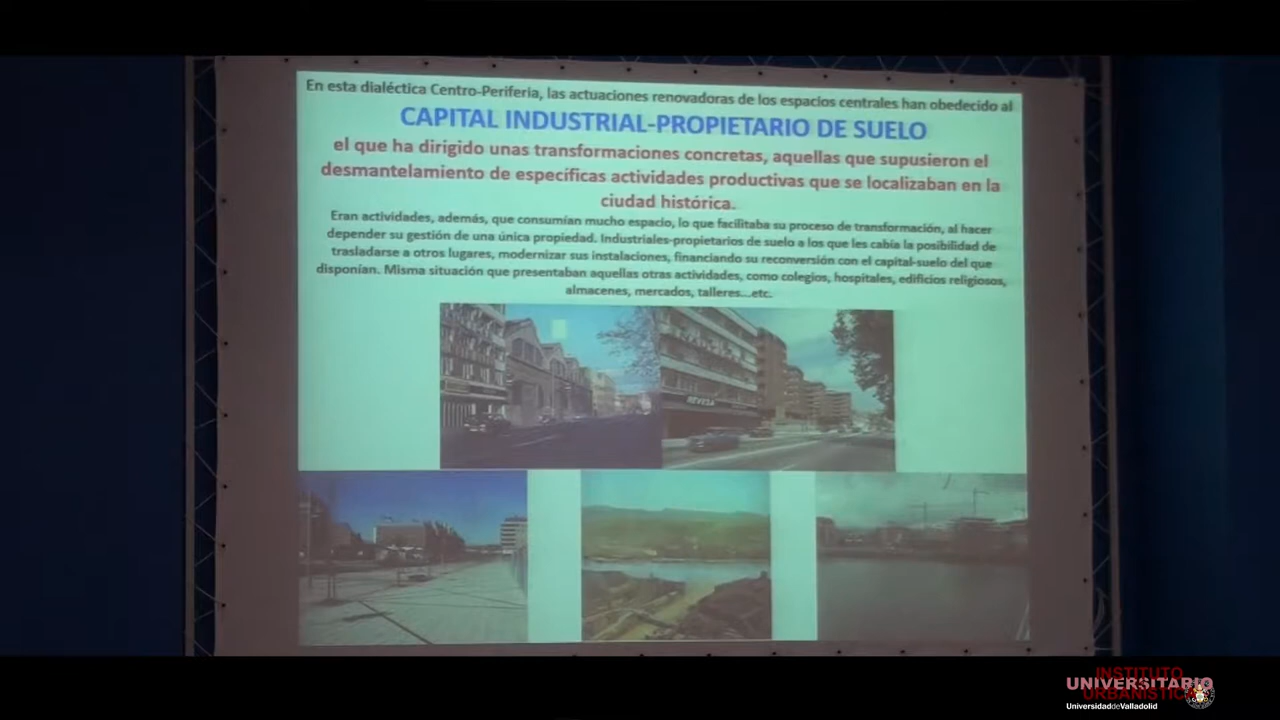 En esta dialéctica Centro-Periferia, las actuaciones renovadoras de los espacios centrales han obedecido al
CAPITAL INDUSTRIAL-PROPIETARIO DE SUELO
el que ha dirigido unas transformaciones concretas, aquellas que supusieron el
desmantelamiento de específicas actividades productivas que se localizaban en la
ciudad histórica.
Eran actividades, además, que consumían mucho espacio, lo que facilitaba su proceso de transformación, al hacer
depender su gestión de una única propiedad. Industriales-propietarios de suelo a los que les cabía la posibilidad de
trasladarse a otros lugares, modernizar sus instalaciones, financiando su reconversión con el capital-suelo del que
disponían. Misma situación que presentaban aquellas otras actividades, como colegios, hospitales, edificios religiosos,
almacenes, mercados, talleres...etc.
REVESA
INSTITUTO
UNIVERSITARIO
URBANÍSTICA
UniversidaddeValladolid